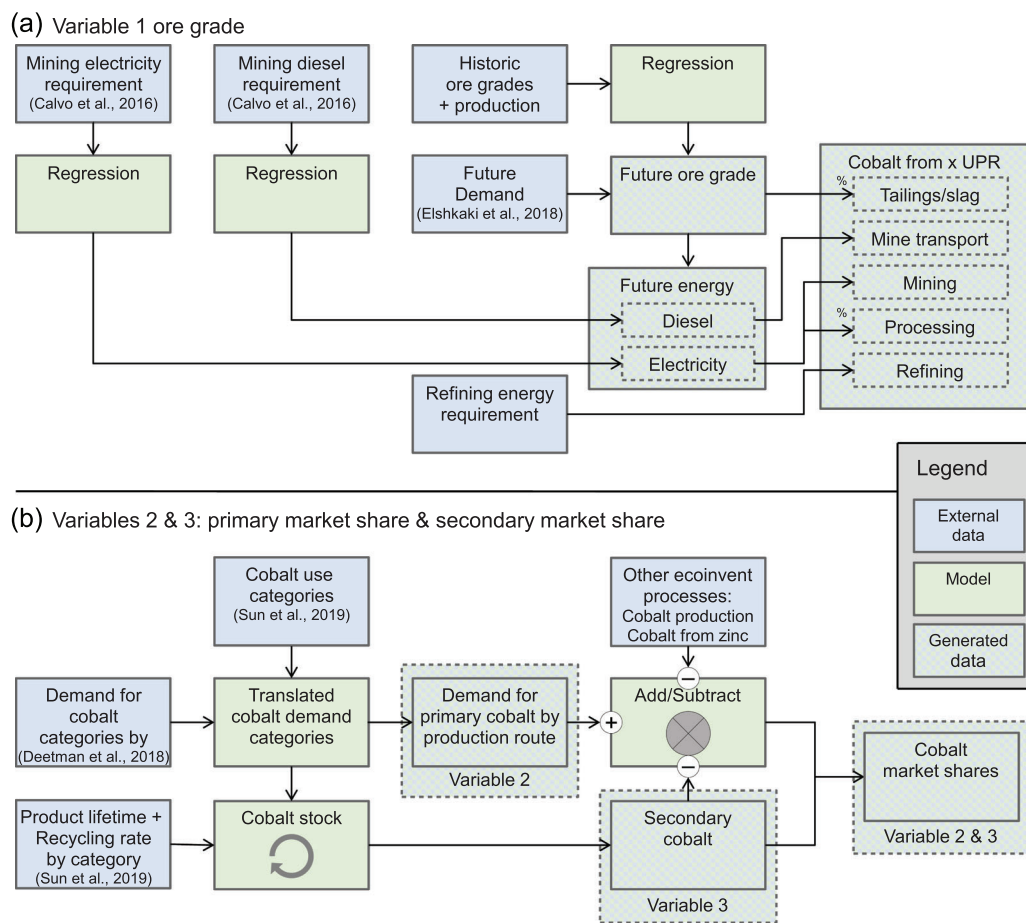 (a) Variable 1 ore grade
Mining electricity
requirement
(Calvo et al., 2016)
Mining diesel
requirement
(Calvo et al., 2016)
Historic
ore grades
+ production
Regression
Regression
Regression
Future
Demand
(Elshkaki et al., 2018)
Future ore grade
Cobalt from x UPR
%
Tailings/slag
Mine transport
Mining
%
Processing
Refining
Future energy
Diesel
Electricity
Refining energy
requirement
Legend
External
data
Model
Generated
data
(b) Variables 2 & 3: primary market share & secondary market share
Cobalt use
categories
(Sun et al., 2019)
Other ecoinvent
processes:
Cobalt production
Cobalt from zinc
Demand for
cobalt
categories by
(Deetman et al., 2018)
Translated
cobalt demand
categories
Demand for
primary cobalt by
production route
Variable 2
+
−
Add/Subtract
−
Cobalt
market shares
Variable 2 & 3
Product lifetime +
Recycling rate
by category
(Sun et al., 2019)
Cobalt stock
Secondary
cobalt
Variable 3